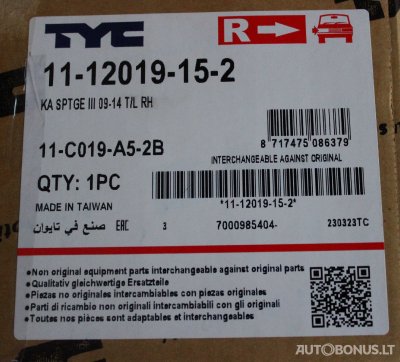 TYC
R
11-12019-15-2
KA SPTGE III 09-14 T/L RH
8 717475 086379
11-C019-A5-2B
INTERCHANGEABLE AGAINST ORIGINAL
QTY: 1PC
*11-12019-15-2*
MADE IN TAIWAN
صنع في تايوان EAC 3 7000985404- 230323TC
•Non original equipment parts interchangeable against original parts
•Qualitativ gleichwertige Ersatzteile
•Piezas no originales intercambiables con piezas originales
•Parti di ricambio non originali intercambiabili con gli originali
•Toutes nos pièces sont adaptables et interchangeables
AUTOBONUS.LT